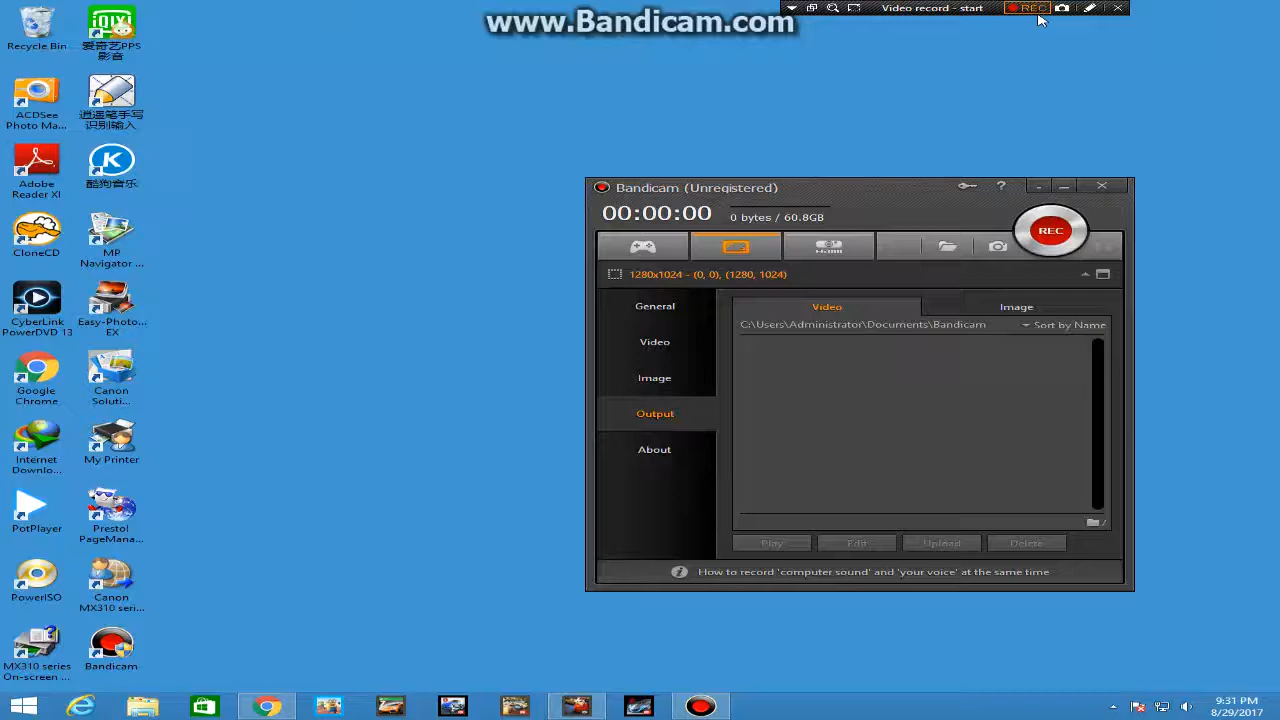 www.Bandicam.com
Video record - start
REC
Recycle Bin
爱奇艺PPS
影音
ACDSee
Photo Ma...
逍遥笔手写
识别输入
Adobe
Reader XI
酷狗音乐
CloneCD
MP
Navigator ...
CyberLink
PowerDVD 13
Easy-Photo...
EX
Google
Chrome
Canon
Soluti...
Internet
Downlo...
My Printer
PotPlayer
Presto!
PageMana...
PowerISO
Canon
MX310 seri...
MX310 series
On-screen ...
Bandicam
Bandicam (Unregistered)
00:00:00
0 bytes / 60.8GB
REC
1280x1024 - (0, 0), (1280, 1024)
General
Video
Image
Output
About
Video
Image
C:\Users\Administrator\Documents\Bandicam
Sort by Name
Play
Edit
Upload
Delete
How to record 'computer sound' and 'your voice' at the same time
9:31 PM
8/29/2017